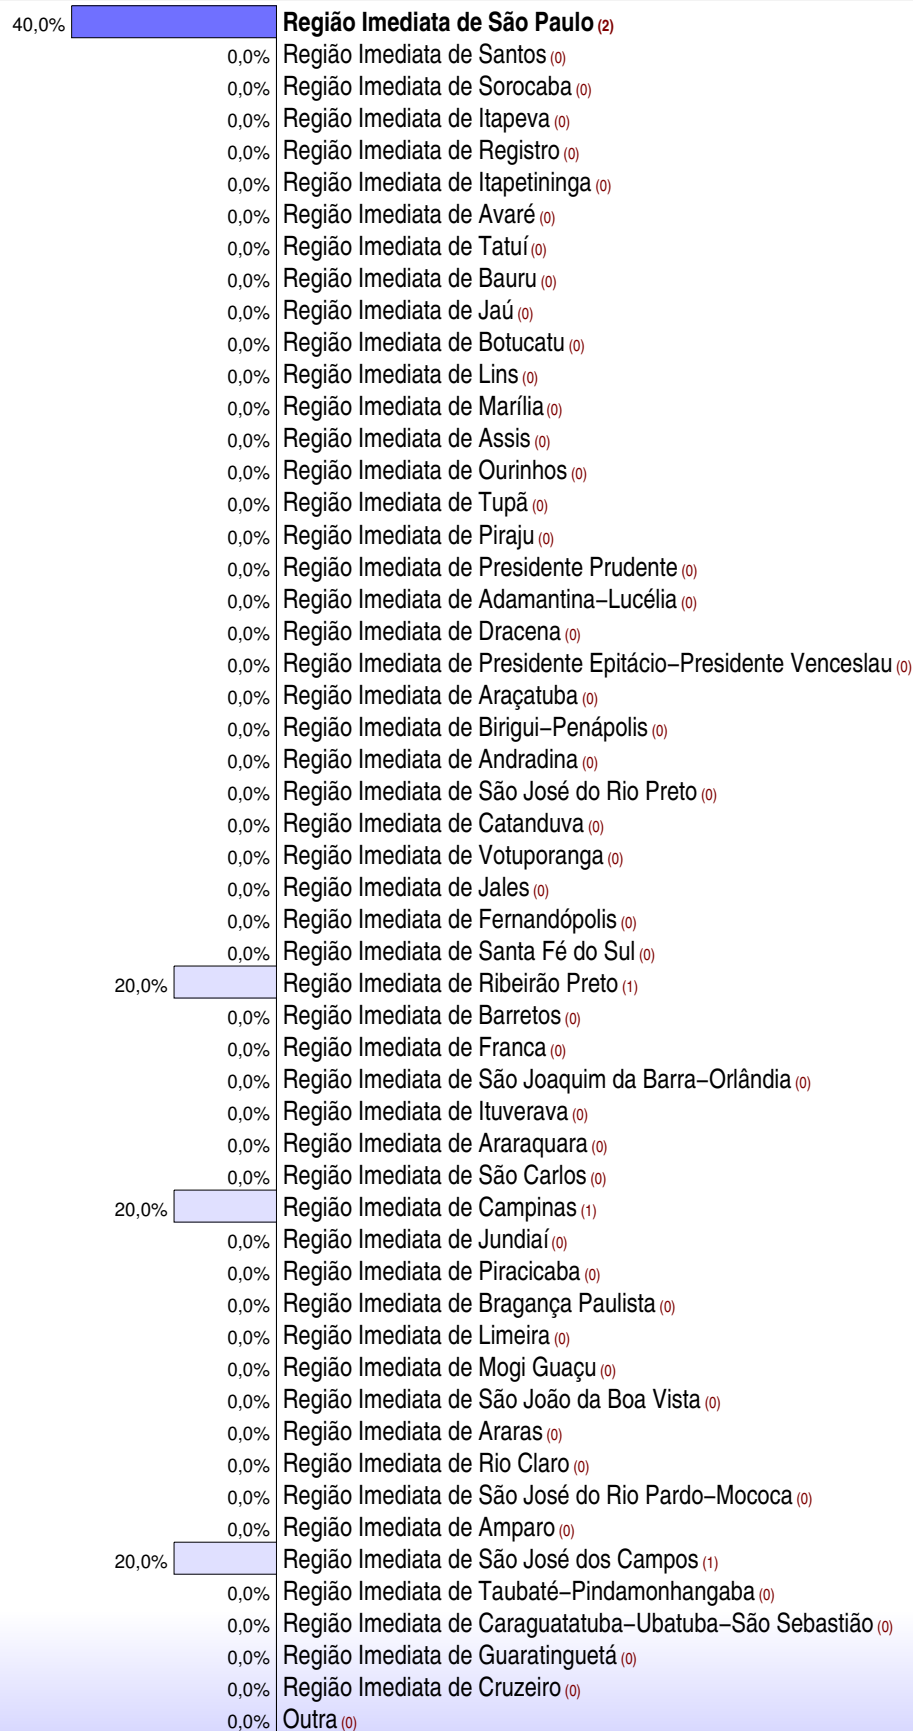 40,0% Região Imediata de São Paulo (2)
0,0% Região Imediata de Santos (0)
0,0% Região Imediata de Sorocaba (0)
0,0% Região Imediata de Itapeva (0)
0,0% Região Imediata de Registro (0)
0,0% Região Imediata de Itapetininga (0)
0,0% Região Imediata de Avaré (0)
0,0% Região Imediata de Tatuí (0)
0,0% Região Imediata de Bauru (0)
0,0% Região Imediata de Jaú (0)
0,0% Região Imediata de Botucatu (0)
0,0% Região Imediata de Lins (0)
0,0% Região Imediata de Marília (0)
0,0% Região Imediata de Assis (0)
0,0% Região Imediata de Ourinhos (0)
0,0% Região Imediata de Tupã (0)
0,0% Região Imediata de Piraju (0)
0,0% Região Imediata de Presidente Prudente (0)
0,0% Região Imediata de Adamantina–Lucélia (0)
0,0% Região Imediata de Dracena (0)
0,0% Região Imediata de Presidente Epitácio–Presidente Venceslau (0)
0,0% Região Imediata de Araçatuba (0)
0,0% Região Imediata de Birigui–Penápolis (0)
0,0% Região Imediata de Andradina (0)
0,0% Região Imediata de São José do Rio Preto (0)
0,0% Região Imediata de Catanduva (0)
0,0% Região Imediata de Votuporanga (0)
0,0% Região Imediata de Jales (0)
0,0% Região Imediata de Fernandópolis (0)
0,0% Região Imediata de Santa Fé do Sul (0)
20,0% Região Imediata de Ribeirão Preto (1)
0,0% Região Imediata de Barretos (0)
0,0% Região Imediata de Franca (0)
0,0% Região Imediata de São Joaquim da Barra–Orlândia (0)
0,0% Região Imediata de Ituverava (0)
0,0% Região Imediata de Araraquara (0)
0,0% Região Imediata de São Carlos (0)
20,0% Região Imediata de Campinas (1)
0,0% Região Imediata de Jundiaí (0)
0,0% Região Imediata de Piracicaba (0)
0,0% Região Imediata de Bragança Paulista (0)
0,0% Região Imediata de Limeira (0)
0,0% Região Imediata de Mogi Guaçu (0)
0,0% Região Imediata de São João da Boa Vista (0)
0,0% Região Imediata de Araras (0)
0,0% Região Imediata de Rio Claro (0)
0,0% Região Imediata de São José do Rio Pardo–Mococa (0)
0,0% Região Imediata de Amparo (0)
20,0% Região Imediata de São José dos Campos (1)
0,0% Região Imediata de Taubaté–Pindamonhangaba (0)
0,0% Região Imediata de Caraguatatuba–Ubatuba–São Sebastião (0)
0,0% Região Imediata de Guaratinguetá (0)
0,0% Região Imediata de Cruzeiro (0)
0,0% Outra (0)